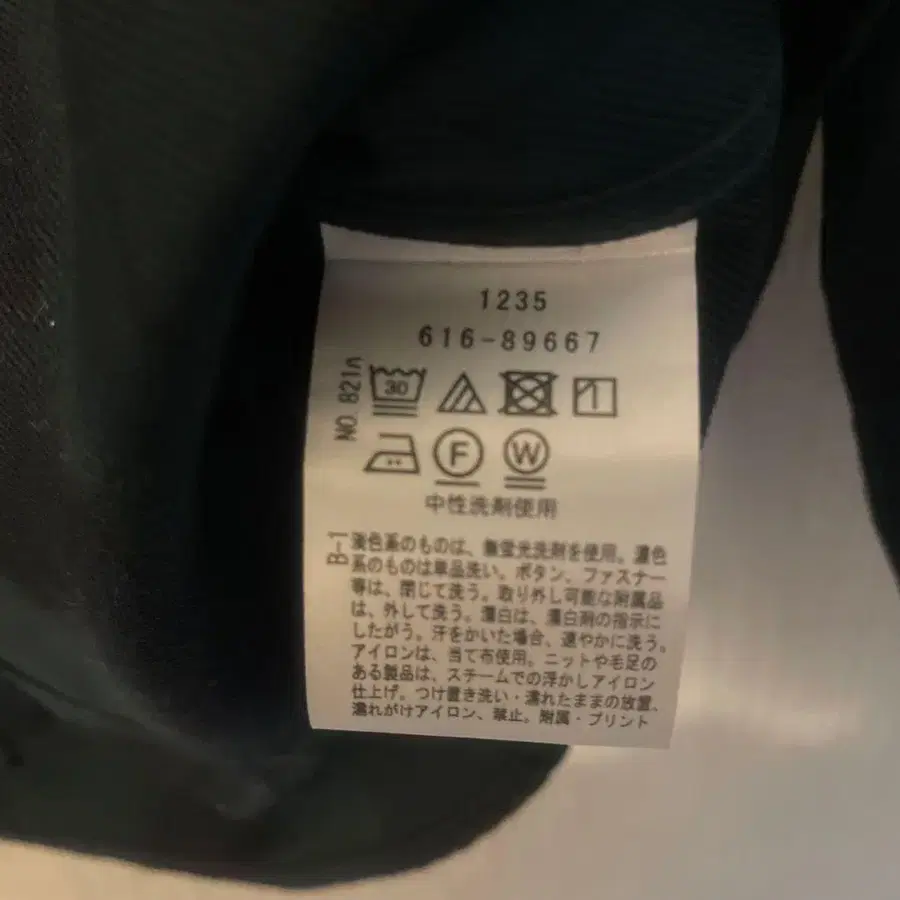 1235
616-89667
NO. 821
30
1
F
W
中性洗剤使用
B-1
淡色系のものは、無蛍光洗剤を使用。濃色
系のものは単品洗い。ボタン、ファスナー
等は、閉じて洗う。取り外し可能な附属品
は、外して洗う。漂白は、漂白剤の指示に
したがう。汗をかいた場合、速やかに洗う。
アイロンは、当て布使用。ニットや毛足の
ある製品は、スチームでの浮かしアイロン
仕上げ。つけ置き洗い・濡れたままの放置、
濡れがけアイロン、禁止。附属・プリント